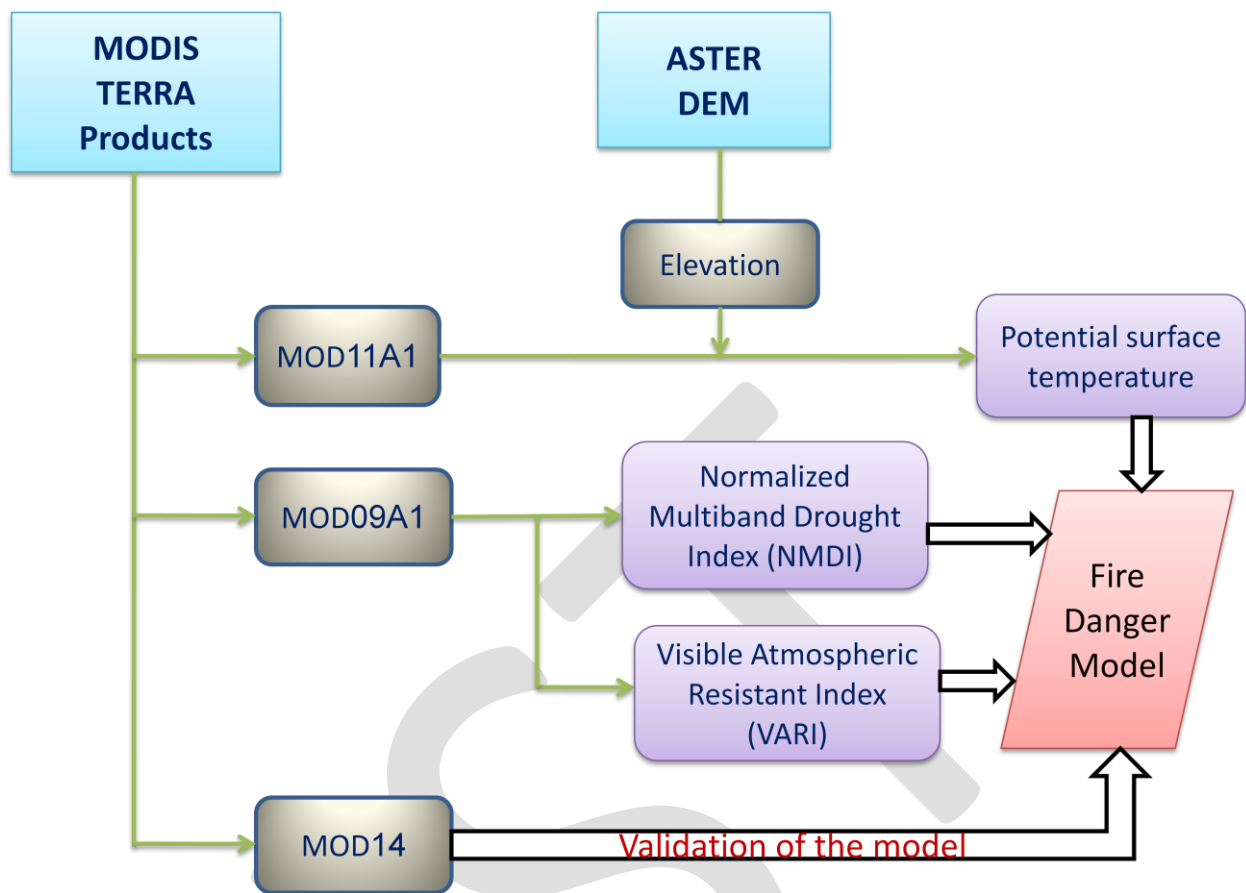 MODIS
TERRA
Products
ASTER
DEM
Elevation
MOD11A1
Potential surface
temperature
MOD09A1
Normalized
Multiband Drought
Index (NMDI)
Visible Atmospheric
Resistant Index
(VARI)
Fire
Danger
Model
MOD14
Validation of the model